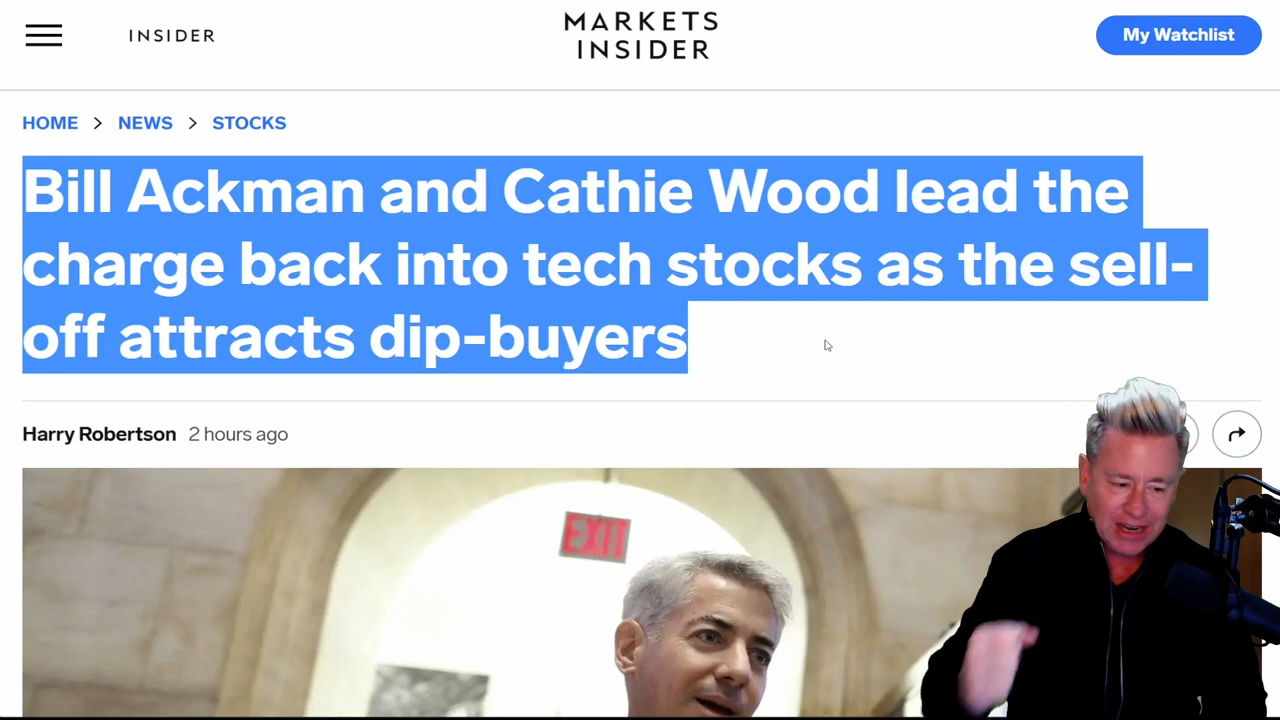 INSIDER
MARKETS
INSIDER
My Watchlist
HOME > NEWS > STOCKS
Bill Ackman and Cathie Wood lead the
charge back into tech stocks as the sell-
off attracts dip-buyers
Harry Robertson 2 hours ago
EXIT